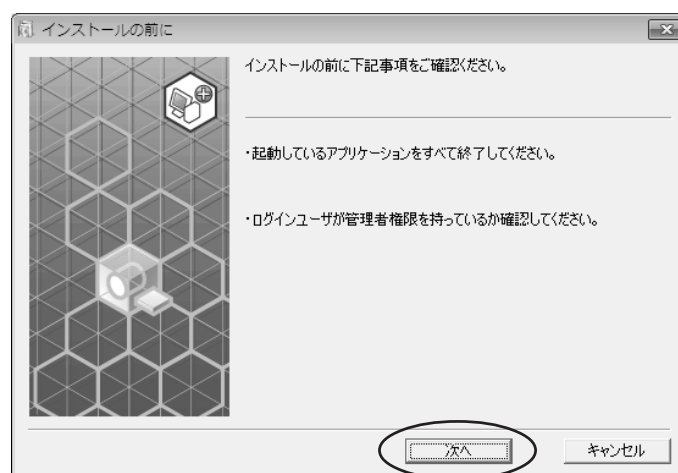 インストールの前に
インストールの前に下記事項をご確認ください。
・起動しているアプリケーションをすべて終了してください。
・ログインユーザが管理者権限を持っているか確認してください。
次へ
キャンセル